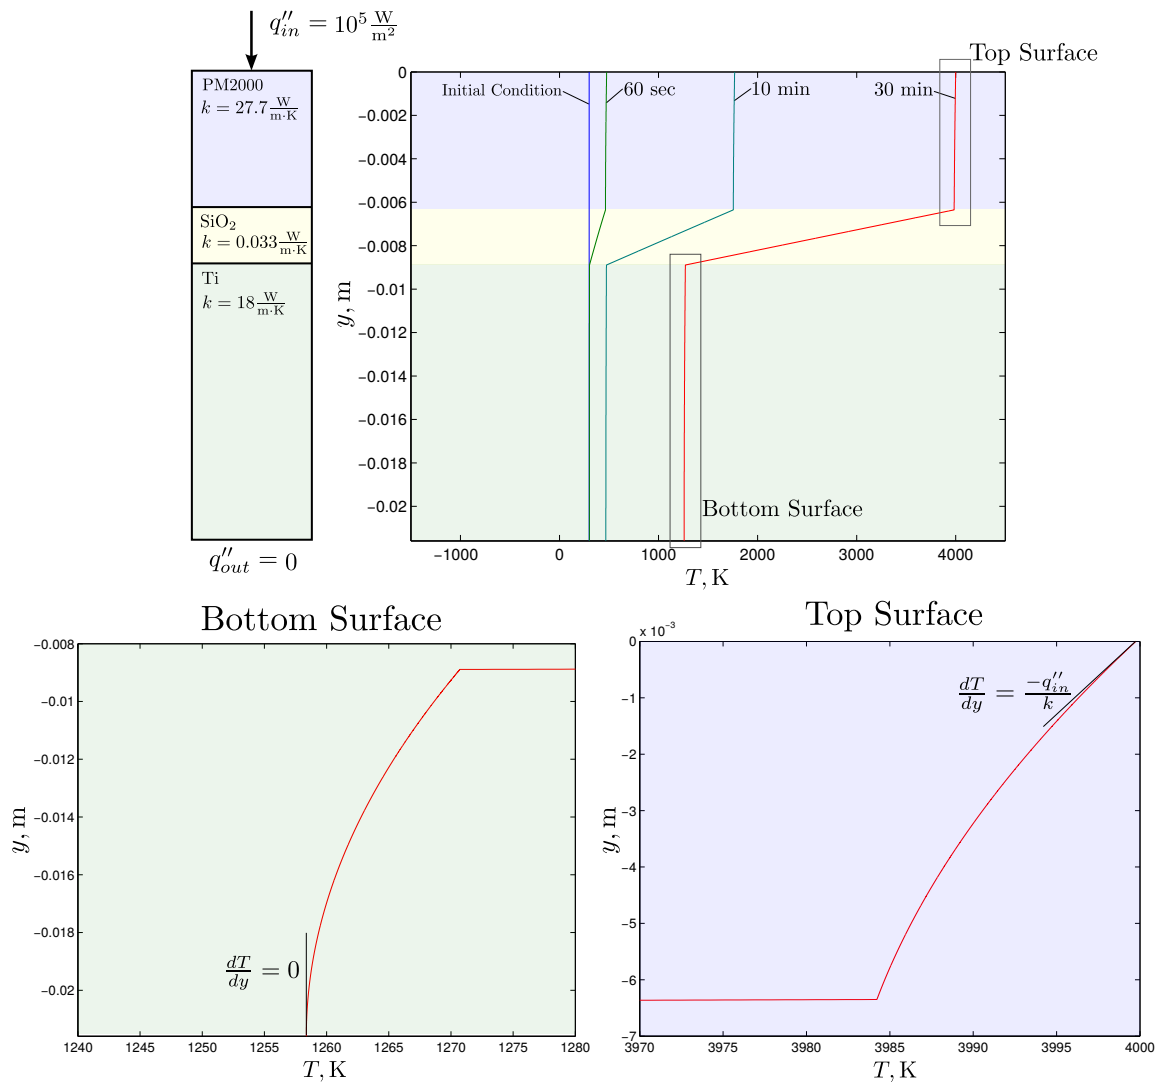 q''_in = 10^5 W/m^2
PM2000
k = 27.7 W/m·K
SiO_2
k = 0.033 W/m·K
Ti
k = 18 W/m·K
q''_out = 0
Top Surface
Initial Condition
60 sec
10 min
30 min
Bottom Surface
0
−0.002
−0.004
−0.006
−0.008
−0.01
−0.012
−0.014
−0.016
−0.018
−0.02
y, m
−1000 0 1000 2000 3000 4000
T, K
Bottom Surface
−0.008
−0.01
−0.012
−0.014
−0.016
−0.018
−0.02
y, m
dT/dy = 0
1240 1245 1250 1255 1260 1265 1270 1275 1280
T, K
Top Surface
x 10^−3
0
−1
−2
−3
−4
−5
−6
−7
y, m
dT/dy = −q''_in/k
3970 3975 3980 3985 3990 3995 4000
T, K